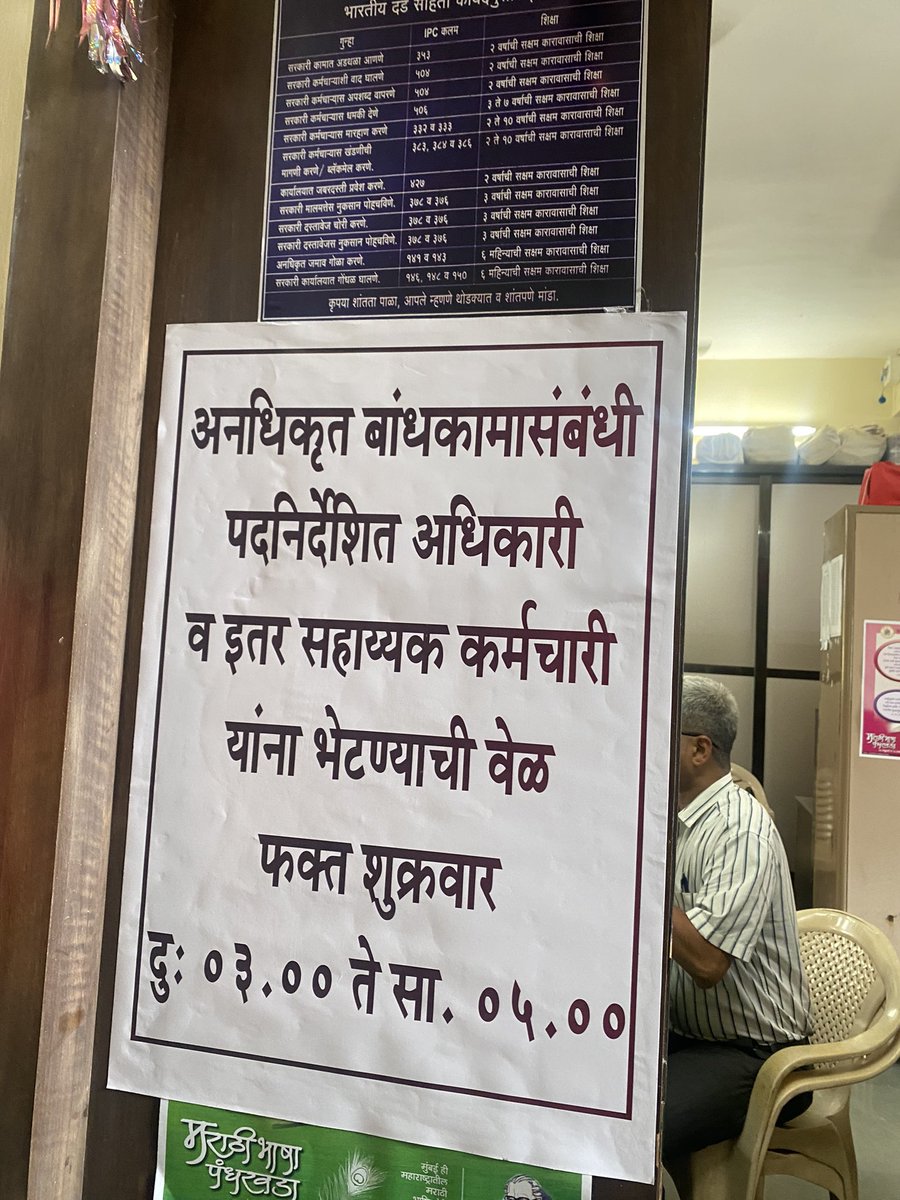 भारतीय दंड संहिता
गुन्हा IPC कलम शिक्षा
सरकारी कामात अडथळा आणणे ३५३ २ वर्षाची सक्षम कारावासाची शिक्षा
सरकारी कर्मचाऱ्याशी वाद घालणे ५०४ २ वर्षाची सक्षम कारावासाची शिक्षा
सरकारी कर्मचाऱ्यास अपशब्द वापरणे ५०४ २ वर्षाची सक्षम कारावासाची शिक्षा
सरकारी कर्मचाऱ्यास धमकी देणे ५०६ ३ ते ७ वर्षाची सक्षम कारावासाची शिक्षा
सरकारी कर्मचाऱ्यास मारहाण करणे ३३२ व ३३३ २ ते १० वर्षाची सक्षम कारावासाची शिक्षा
सरकारी कर्मचाऱ्यास खंडणीची ३८३, ३८४ व ३८६ २ ते १० वर्षाची सक्षम कारावासाची शिक्षा
मागणी करणे/ ब्लॅकमेल करणे.
कार्यालयात जबरदस्ती प्रवेश करणे. ४२७ २ वर्षाची सक्षम कारावासाची शिक्षा
सरकारी मालमत्तेस नुकसान पोहचविणे. ३७८ व ३७६ ३ वर्षाची सक्षम कारावासाची शिक्षा
सरकारी दस्तावेज चोरी करणे. ३७८ व ३७६ ३ वर्षाची सक्षम कारावासाची शिक्षा
सरकारी दस्तावेजस नुकसान पोहचविणे. ३७८ व ३७६ ३ वर्षाची सक्षम कारावासाची शिक्षा
अनधिकृत जमाव गोळा करणे. १४१ व १४३ ६ महिन्याची सक्षम कारावासाची शिक्षा
सरकारी कार्यालयात गोंधळ घालणे. १४६, १४८ व १५० ६ महिन्याची सक्षम कारावासाची शिक्षा
कृपया शांतता पाळा, आपले म्हणणे थोडक्यात व शांतपणे मांडा.
अनधिकृत बांधकामासंबंधी
पदनिर्देशित अधिकारी
व इतर सहाय्यक कर्मचारी
यांना भेटण्याची वेळ
फक्त शुक्रवार
दुः ०३.०० ते सा. ०५.००
मराठी भाषा
पंधरवडा
मुंबई ही
महाराष्ट्रातील
मराठी
मराठी भाषा
पंधरवडा